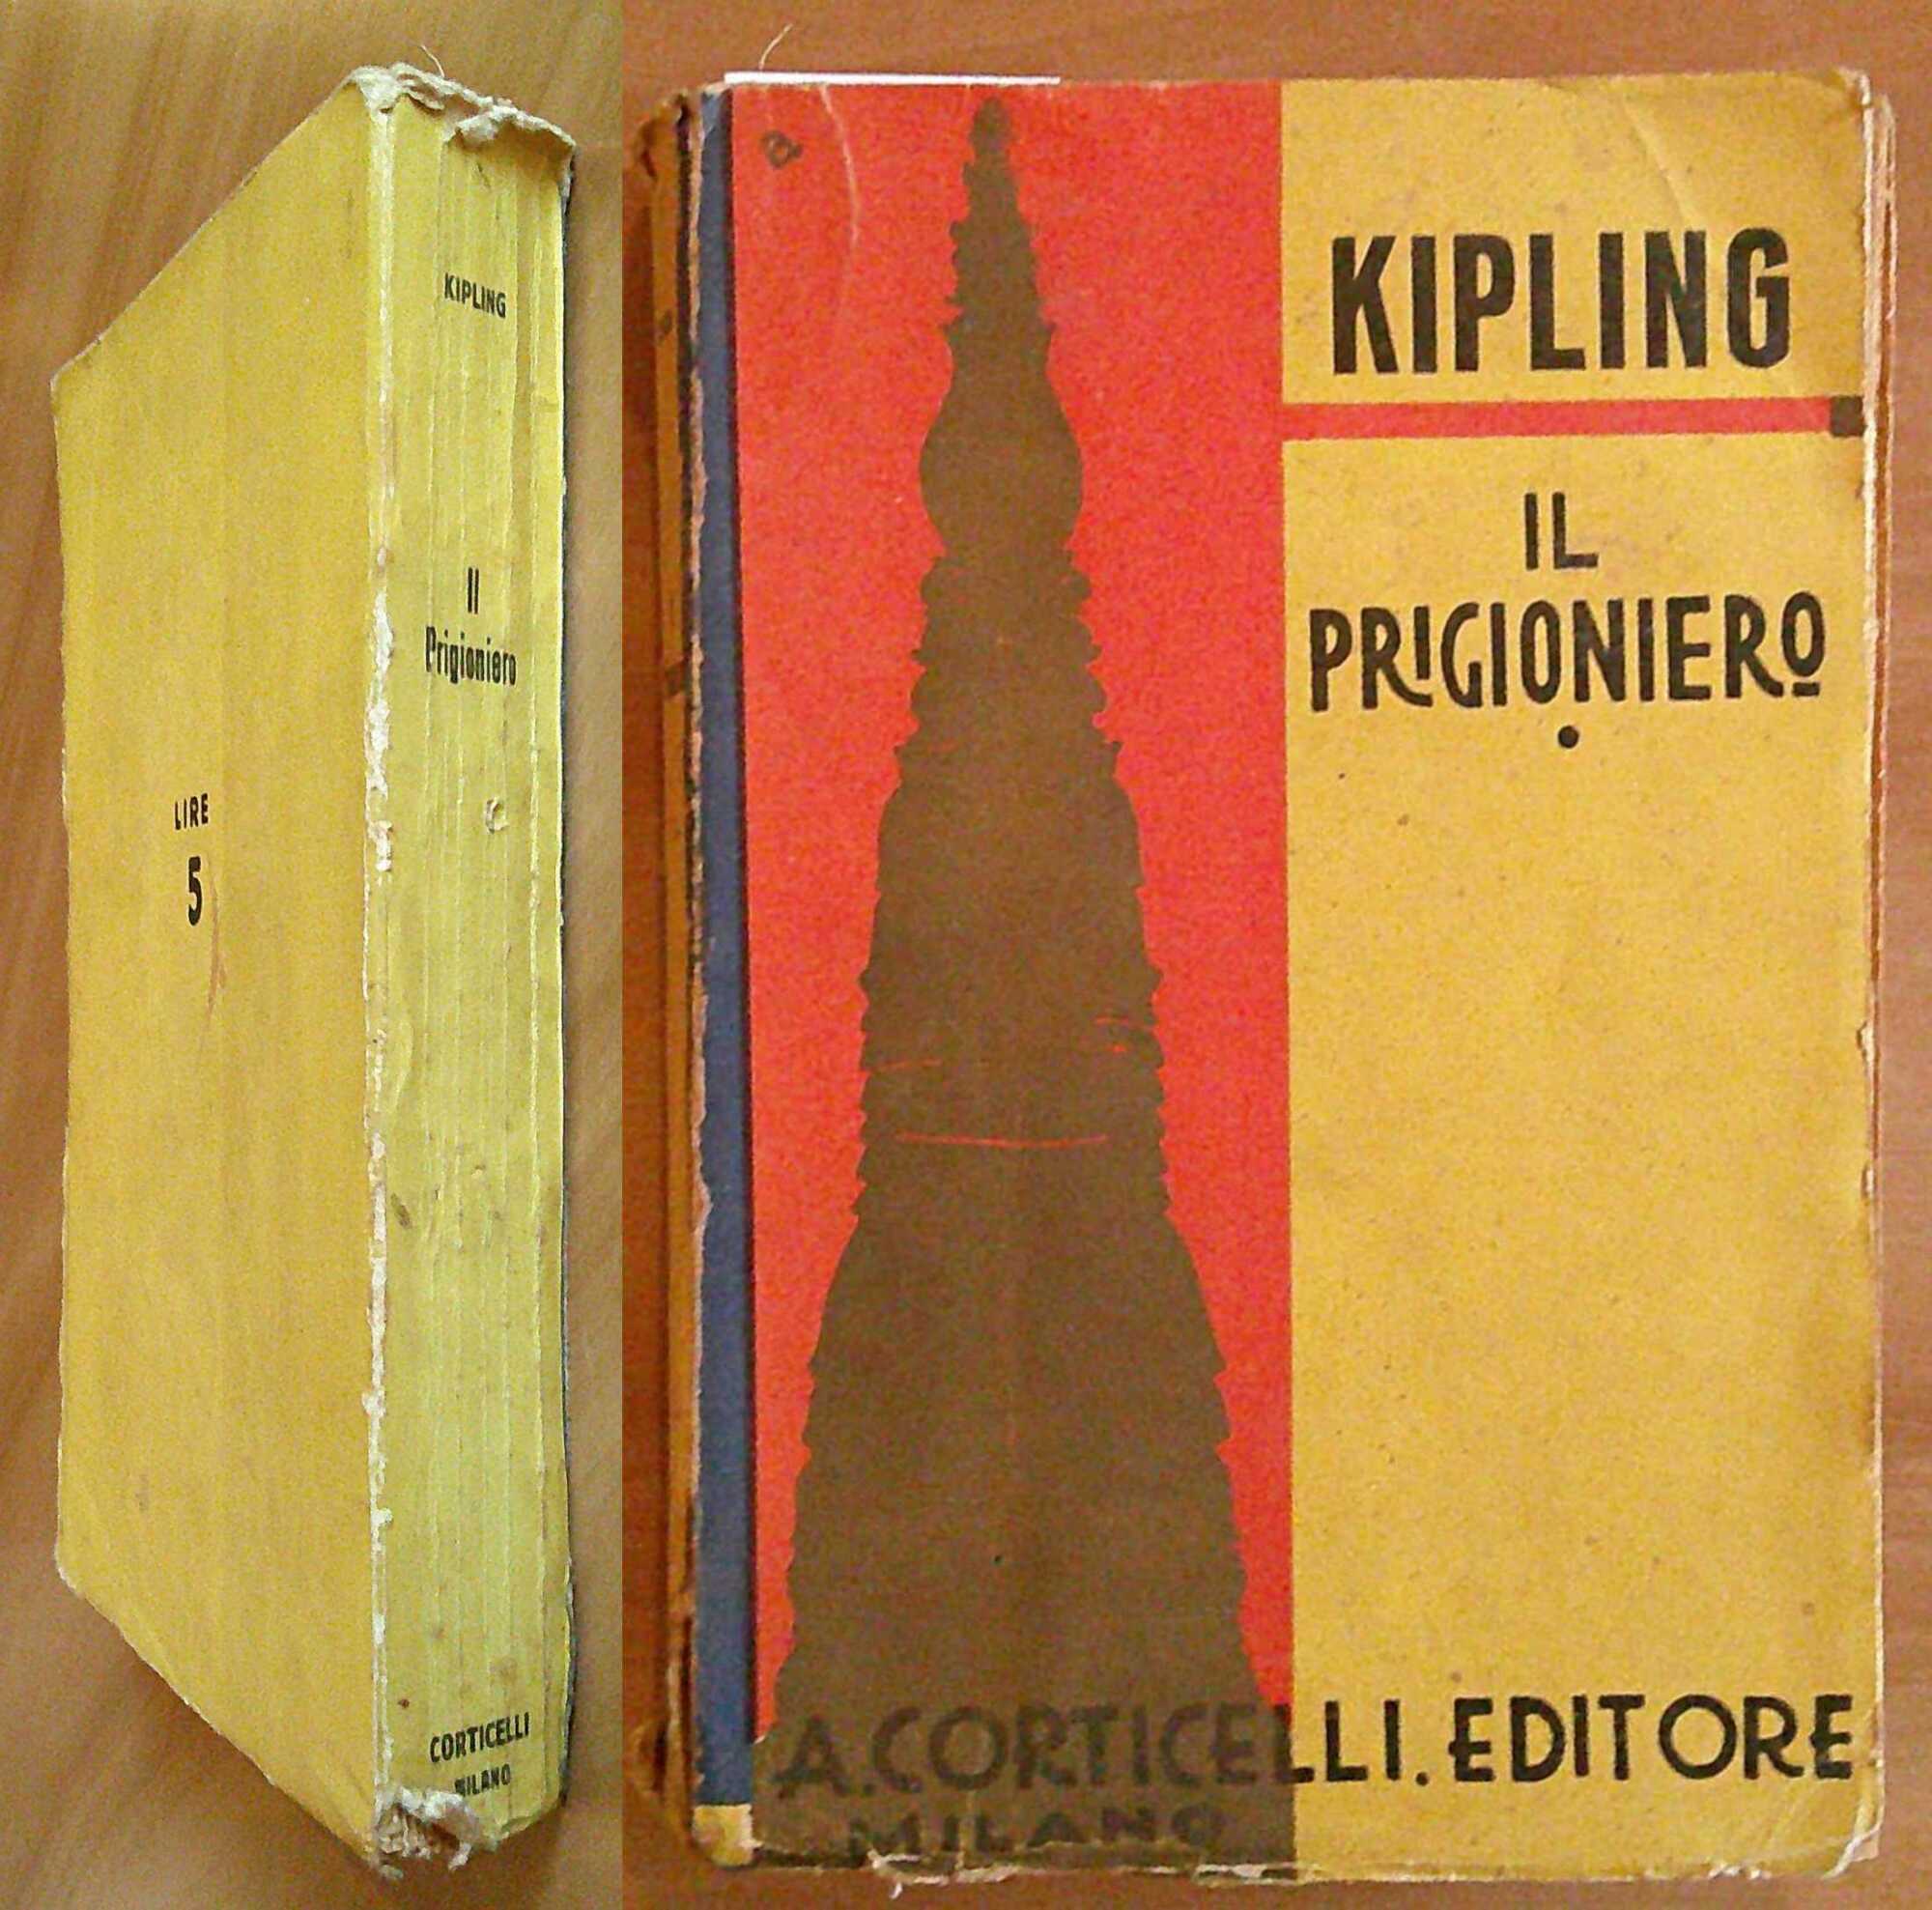 LIRE
5
KIPLING
Il
Prigioniero
CORTICELLI
MILANO
KIPLING
IL
PRIGIONIERO
A. CORTICELLI. EDITORE
MILANO